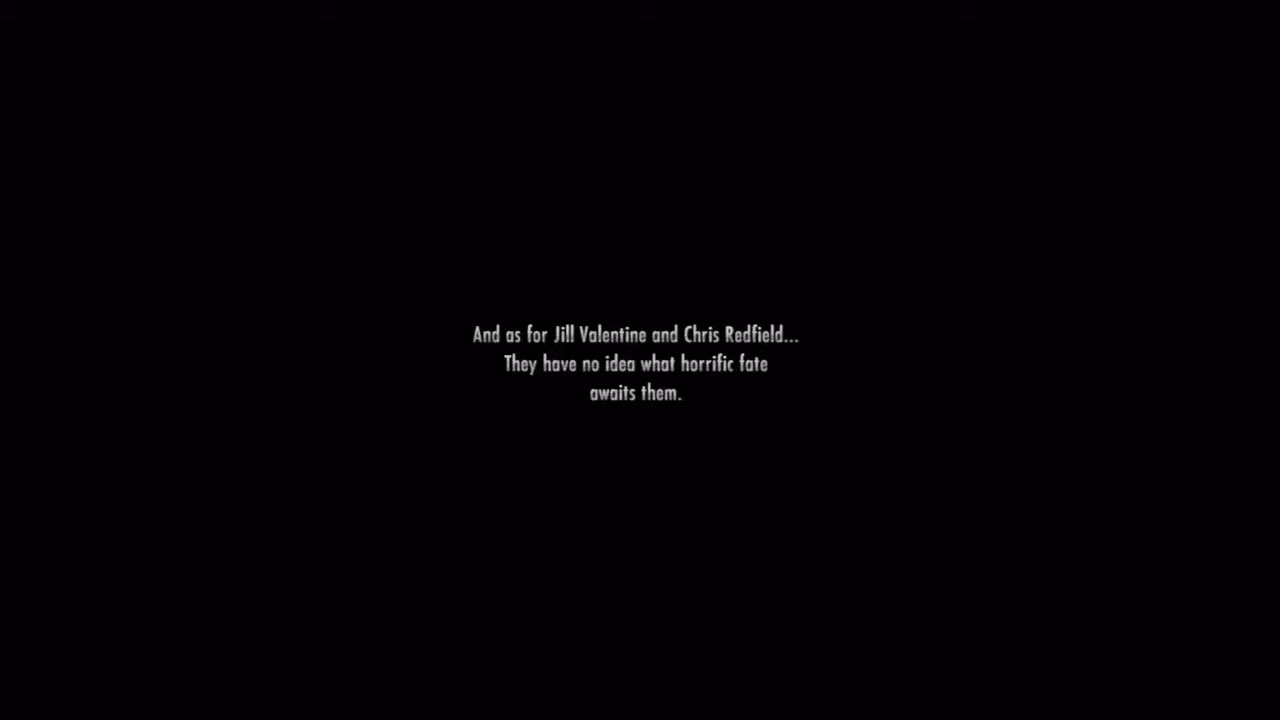 And as for Jill Valentine and Chris Redfield...
They have no idea what horrific fate
awaits them.